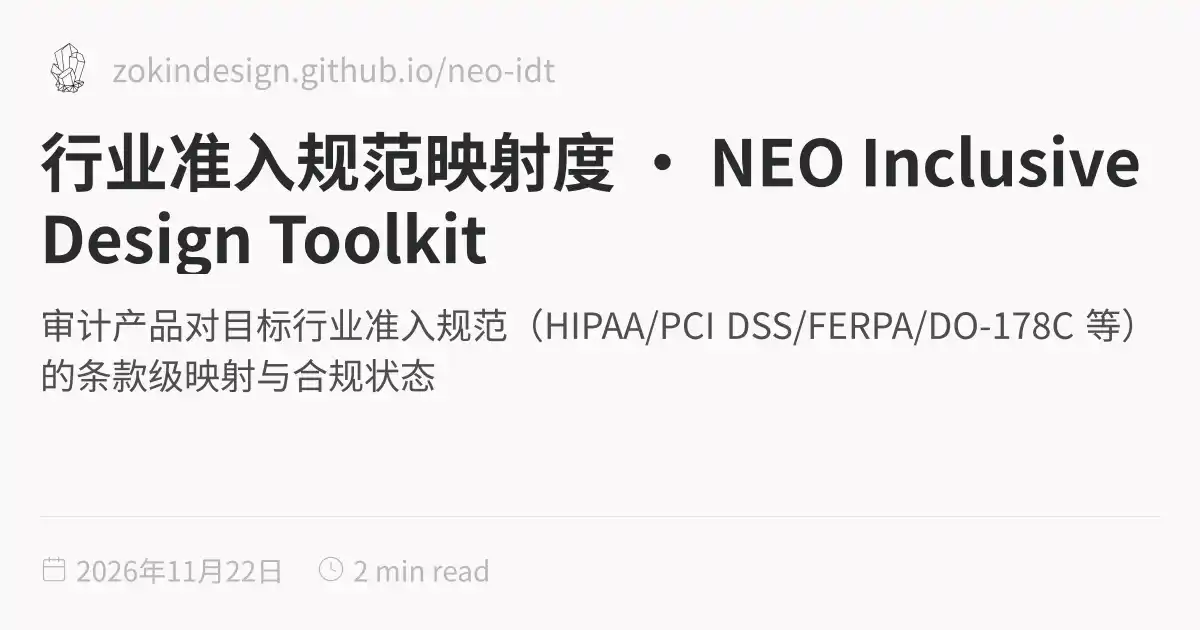 zokindesign.github.io/neo-idt
行业准入规范映射度 · NEO Inclusive
Design Toolkit
审计产品对目标行业准入规范（HIPAA/PCI DSS/FERPA/DO-178C 等）
的条款级映射与合规状态
2026年11月22日 2 min read